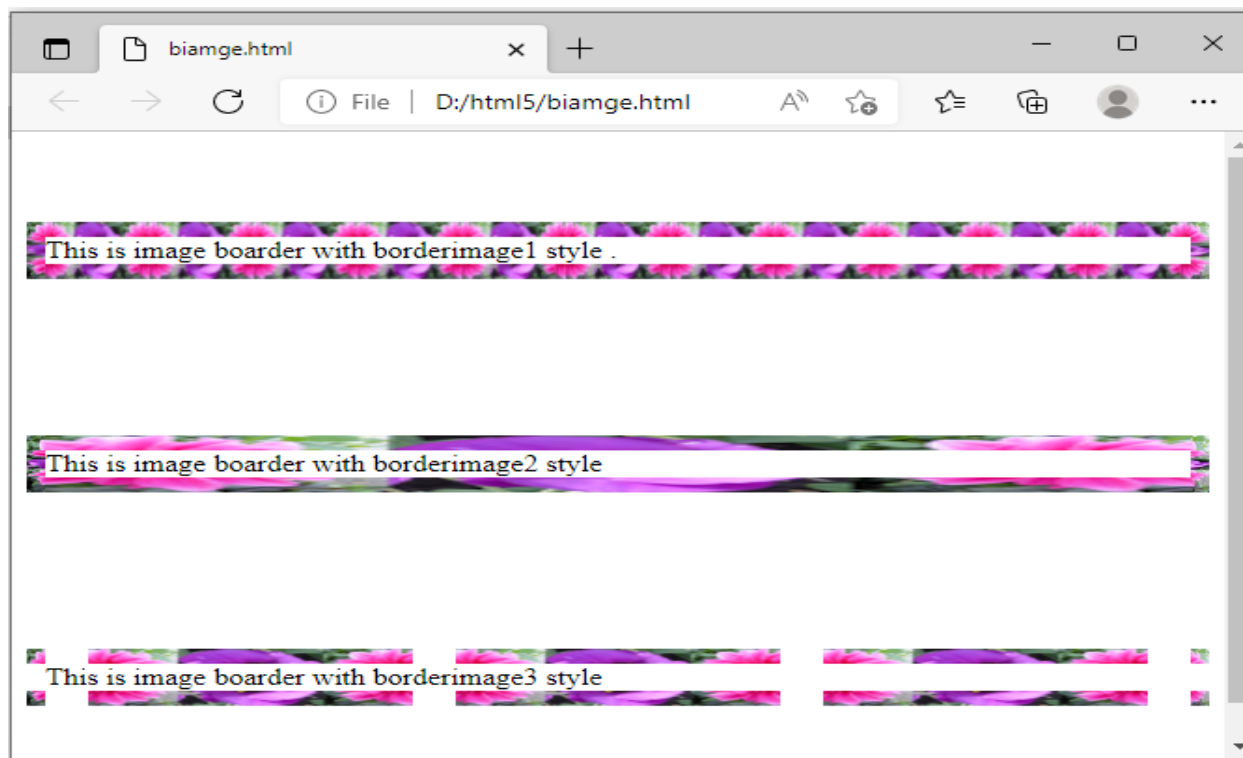 biamge.html
File | D:/html5/biamge.html
This is image boarder with borderimage1 style .
This is image boarder with borderimage2 style
This is image boarder with borderimage3 style